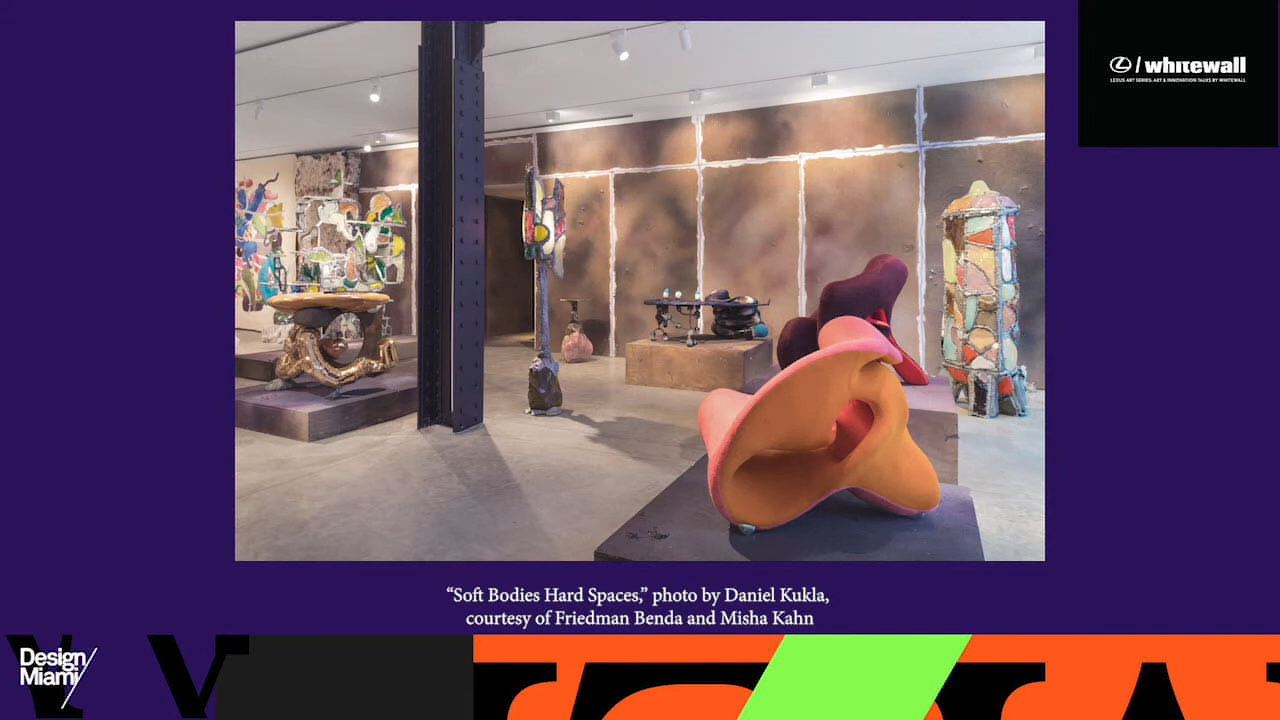 whitewall
LEXUS ART SERIES: ART & INNOVATION TALKS BY WHITEWALL
“Soft Bodies Hard Spaces,” photo by Daniel Kukla,
courtesy of Friedman Benda and Misha Kahn
Design
Miami/